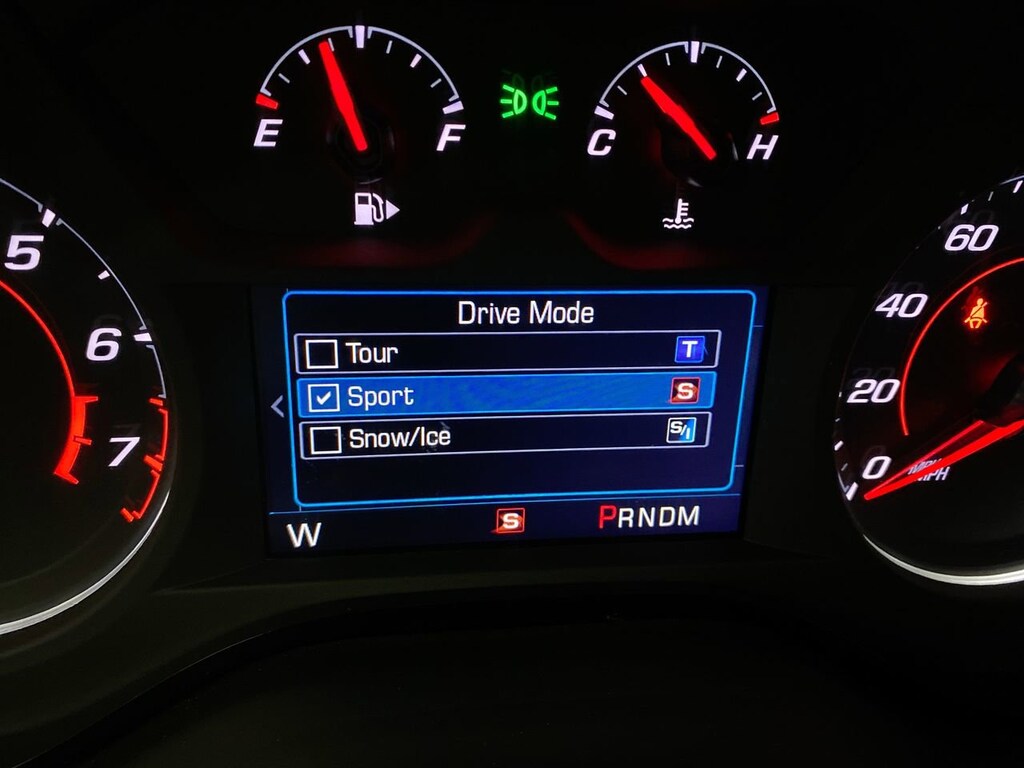 E F
C H
5
6
7
Drive Mode
Tour T
Sport S
Snow/Ice S/I
W S PRNDM
60
40
20
0
MPH